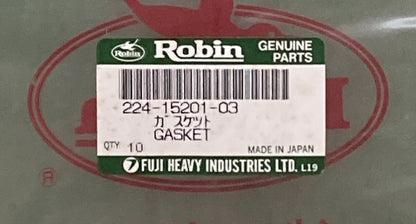 Robin
Robin GENUINE
PARTS
224-15201-03
ガスケット
GASKET
QTY 10 MADE IN JAPAN
7 FUJI HEAVY INDUSTRIES LTD. L19
®